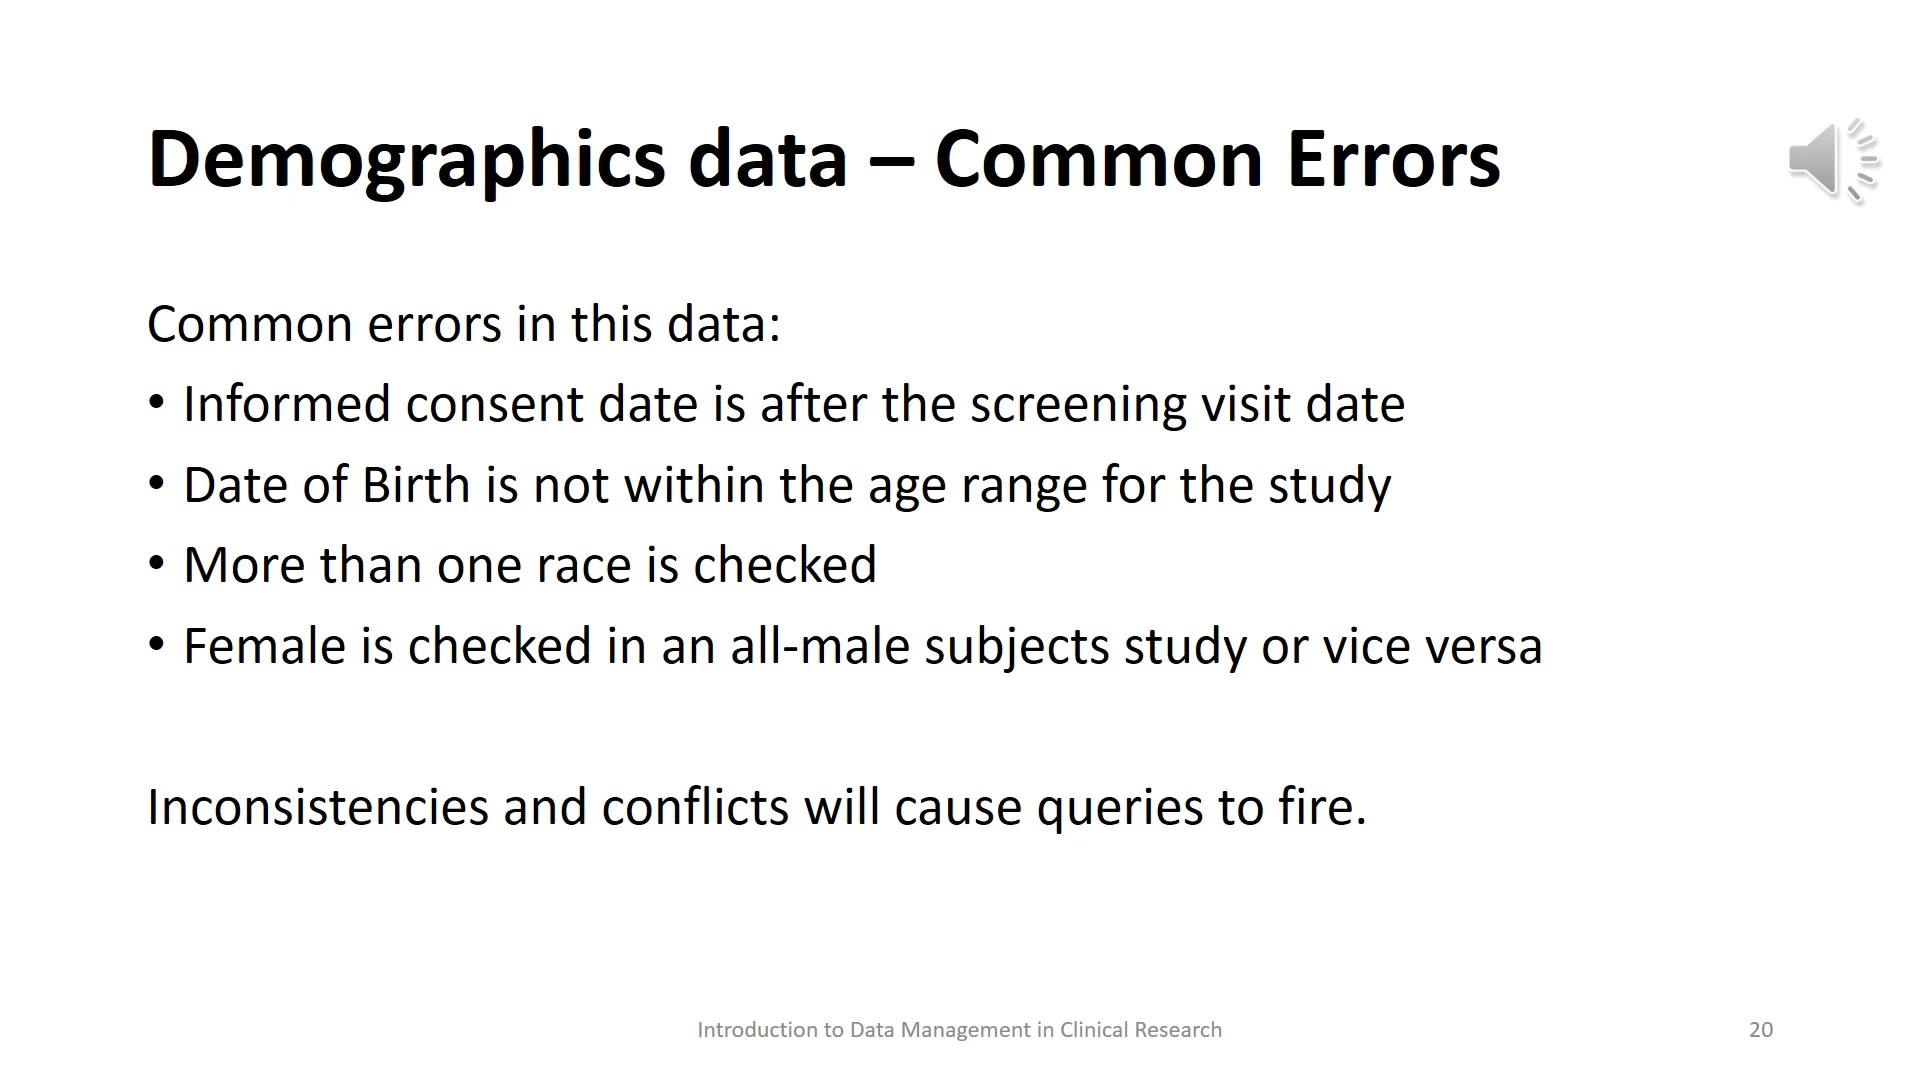 Demographics data – Common Errors
Common errors in this data:
• Informed consent date is after the screening visit date
• Date of Birth is not within the age range for the study
• More than one race is checked
• Female is checked in an all-male subjects study or vice versa
Inconsistencies and conflicts will cause queries to fire.
Introduction to Data Management in Clinical Research
20